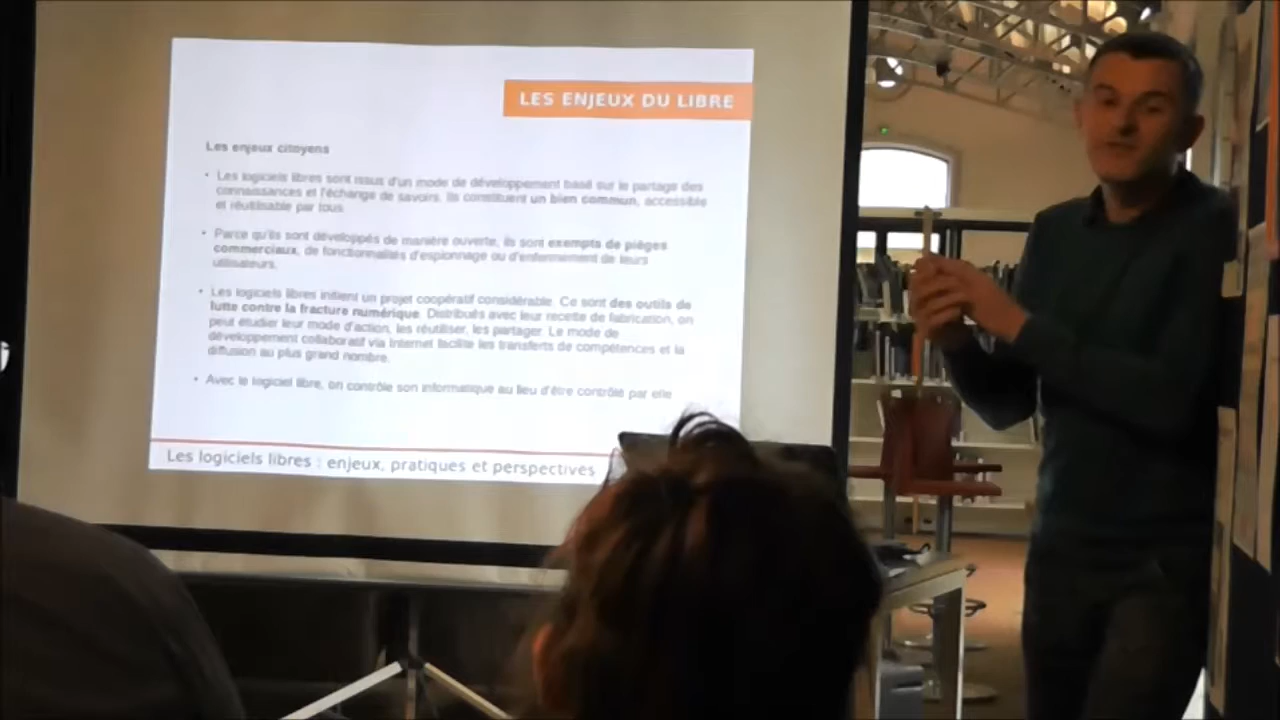 LES ENJEUX DU LIBRE
Les enjeux citoyens
• Les logiciels libres sont issus d'un mode de développement basé sur le partage des
connaissances et l'échange de savoirs. Ils constituent un bien commun, accessible
et réutilisable par tous.
• Parce qu'ils sont développés de manière ouverte, ils sont exempts de pièges
commerciaux, de fonctionnalités d'espionnage ou d'enfermement de leurs
utilisateurs.
• Les logiciels libres initient un projet coopératif considérable. Ce sont des outils de
lutte contre la fracture numérique. Distribués avec leur recette de fabrication, on
peut étudier leur mode d'action, les réutiliser, les partager. Le mode de
développement collaboratif via Internet facilite les transferts de compétences et la
diffusion au plus grand nombre.
• Avec le logiciel libre, on contrôle son informatique au lieu d'être contrôlé par elle
Les logiciels libres : enjeux, pratiques et perspectives